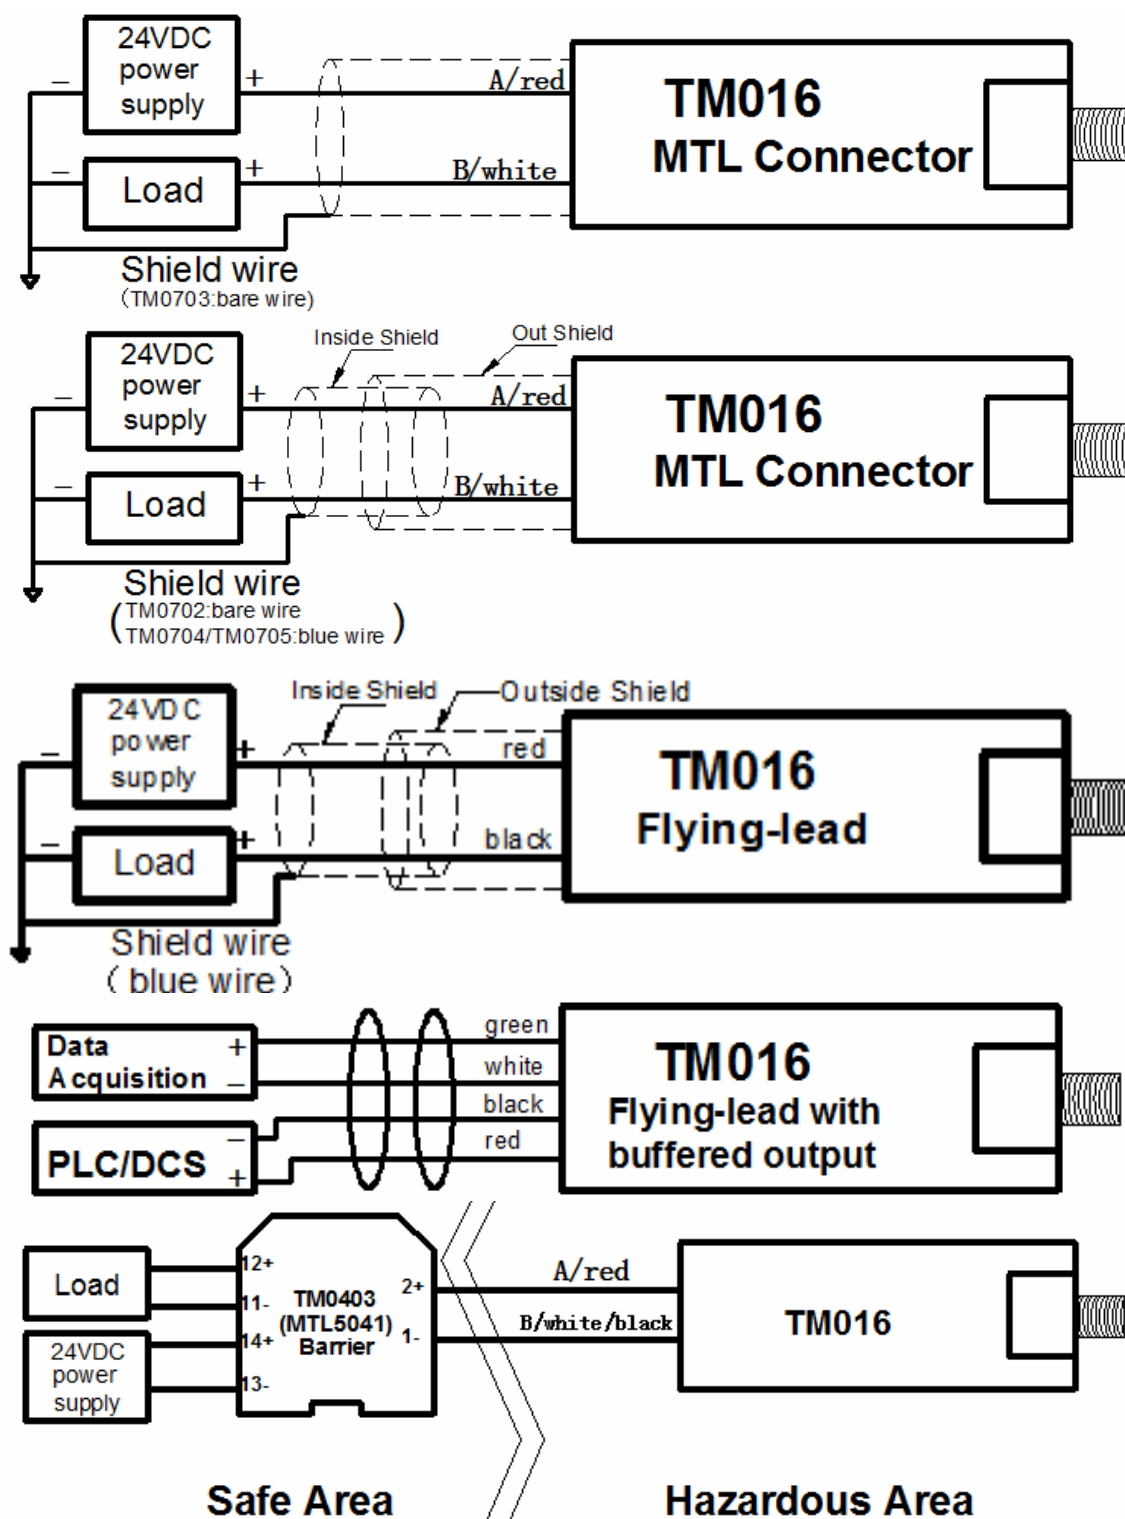 24VDC
power
supply
−
+
A/red
TM016
MTL Connector
−
Load
+
B/white
Shield wire
(TM0703:bare wire)
Inside Shield
Out Shield
24VDC
power
supply
−
+
A/red
TM016
MTL Connector
−
Load
+
B/white
Shield wire
(TM0702:bare wire
TM0704/TM0705:blue wire)
Inside Shield
Outside Shield
24VDC
power
supply
−
+
red
TM016
Flying-lead
−
Load
+
black
Shield wire
(blue wire)
Data
Acquisition
+
−
green
white
TM016
Flying-lead with
buffered output
PLC/DCS
−
+
black
red
Load
12+
11-
TM0403
(MTL5041)
Barrier
2+
1-
A/red
B/white/black
TM016
24VDC
power
supply
14+
13-
Safe Area
Hazardous Area